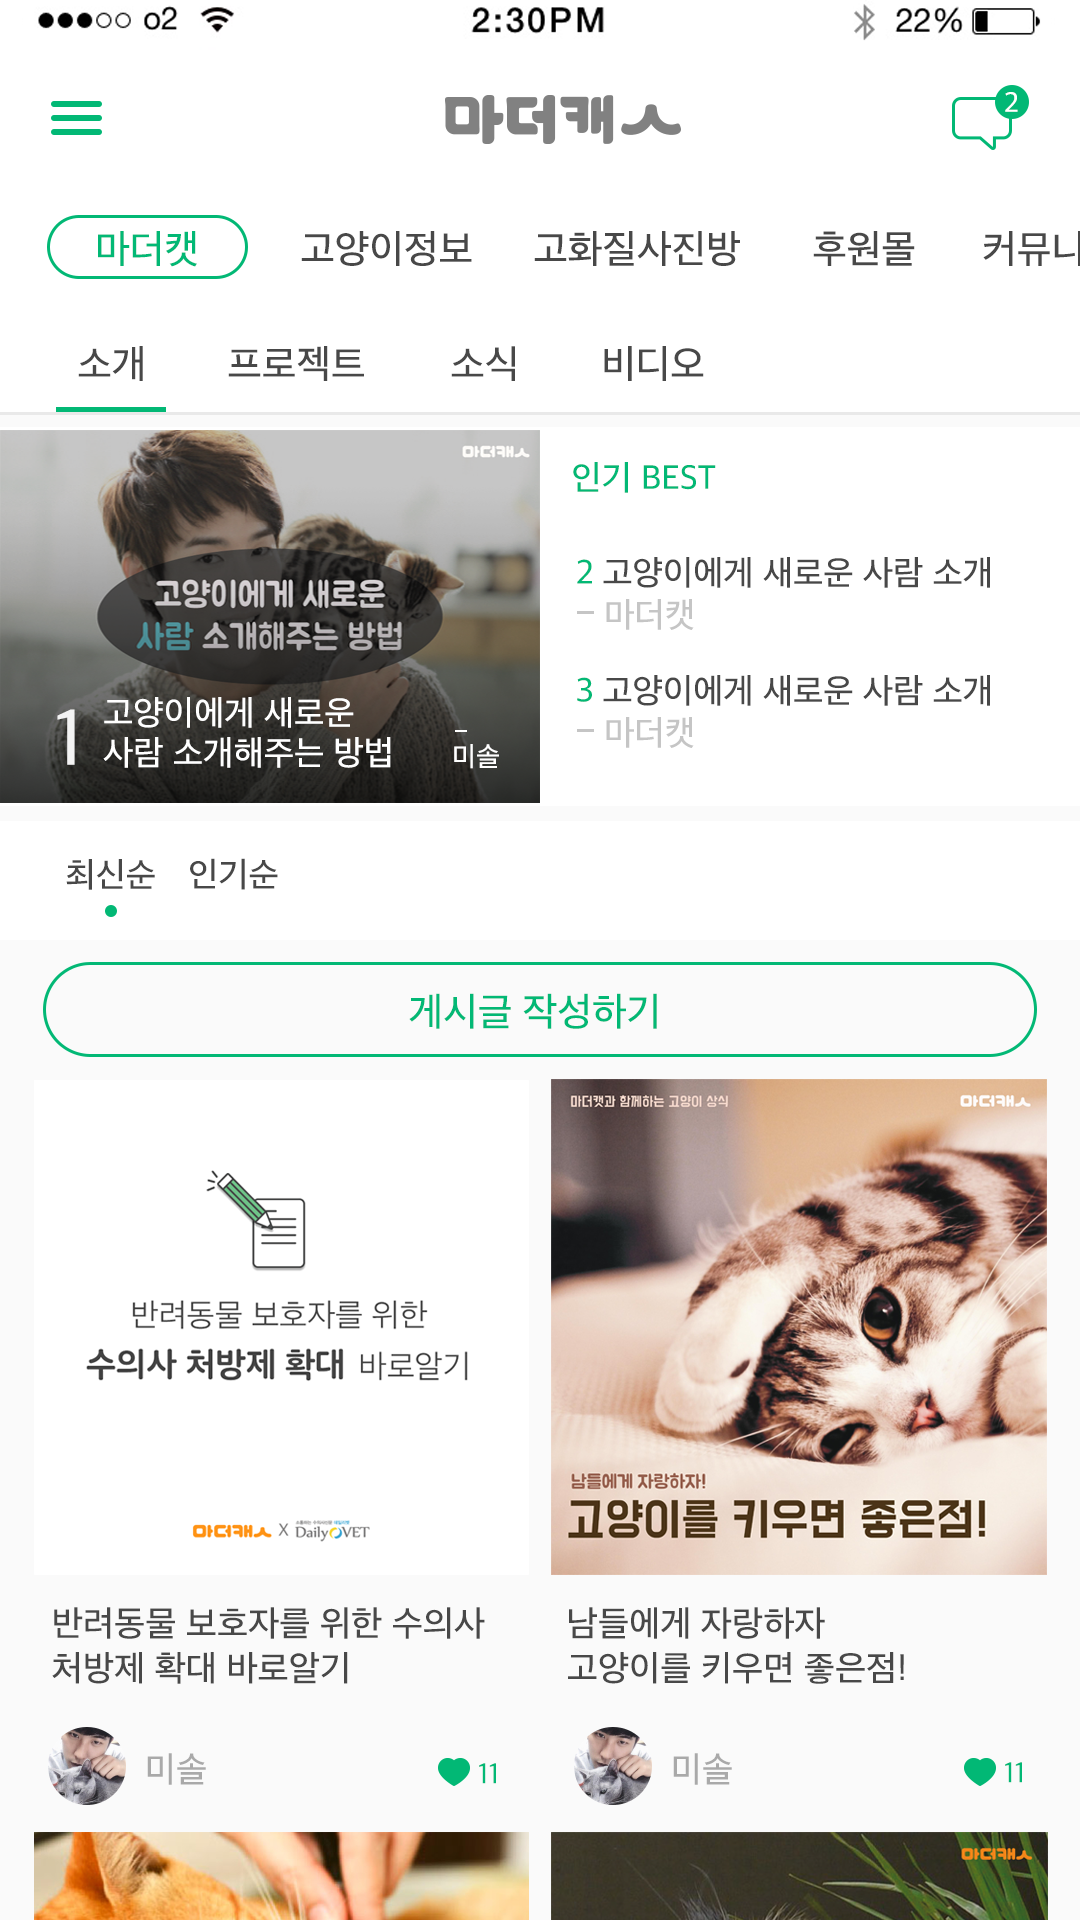 o2 2:30PM 22%
마더캐ㅅ 2
마더캣 고양이정보 고화질사진방 후원몰 커뮤니
소개 프로젝트 소식 비디오
마더캐ㅅ
고양이에게 새로운
사람 소개해주는 방법
1 고양이에게 새로운
사람 소개해주는 방법
– 미솔
인기 BEST
2 고양이에게 새로운 사람 소개
– 마더캣
3 고양이에게 새로운 사람 소개
– 마더캣
최신순 인기순
게시글 작성하기
반려동물 보호자를 위한
수의사 처방제 확대 바로알기
마더캐ㅅ X Daily VET
마더캣과 함께하는 고양이 상식 마더캐ㅅ
남들에게 자랑하자!
고양이를 키우면 좋은점!
반려동물 보호자를 위한 수의사
처방제 확대 바로알기
미솔 11
남들에게 자랑하자
고양이를 키우면 좋은점!
미솔 11
마더캐ㅅ